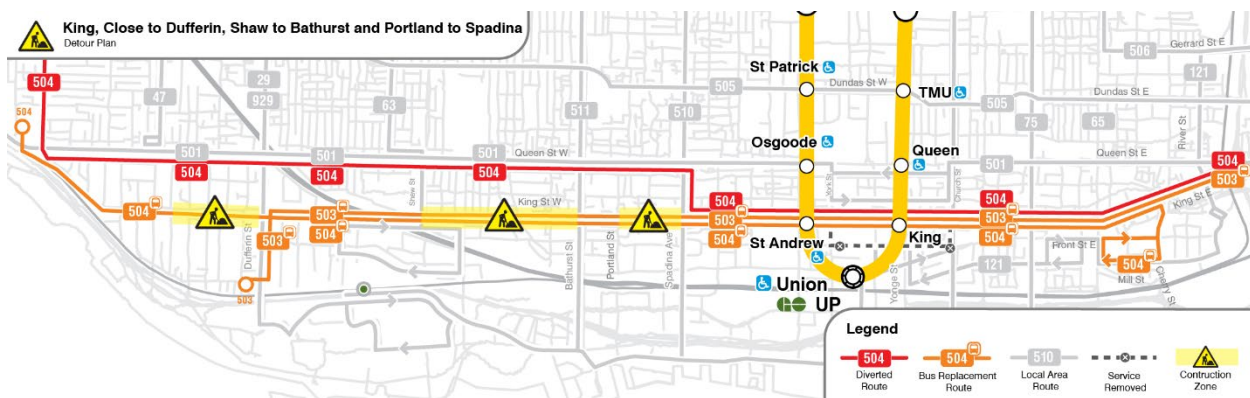 King, Close to Dufferin, Shaw to Bathurst and Portland to Spadina
Detour Plan
504
504
47
29
929
63
511
510
505
St Patrick
TMU
Dundas St W
505
Dundas St E
506
Gerrard St E
121
75
65
River St
501
501
501
Queen St W
Osgoode
Queen
501
Queen St E
504
504
504
504
503
York St
Church St
Shaw St
504
King St W
503
504
503
504
503
504
504
503
504
King St E
Dufferin St
Bathurst St
Portland St
Spadina Ave
St Andrew
King
Yonge St
Front St E
121
504
Mill St
Cherry St
503
Union
GO UP
Legend
504
Diverted
Route
504
Bus Replacement
Route
510
Local Area
Route
Service
Removed
Contruction
Zone